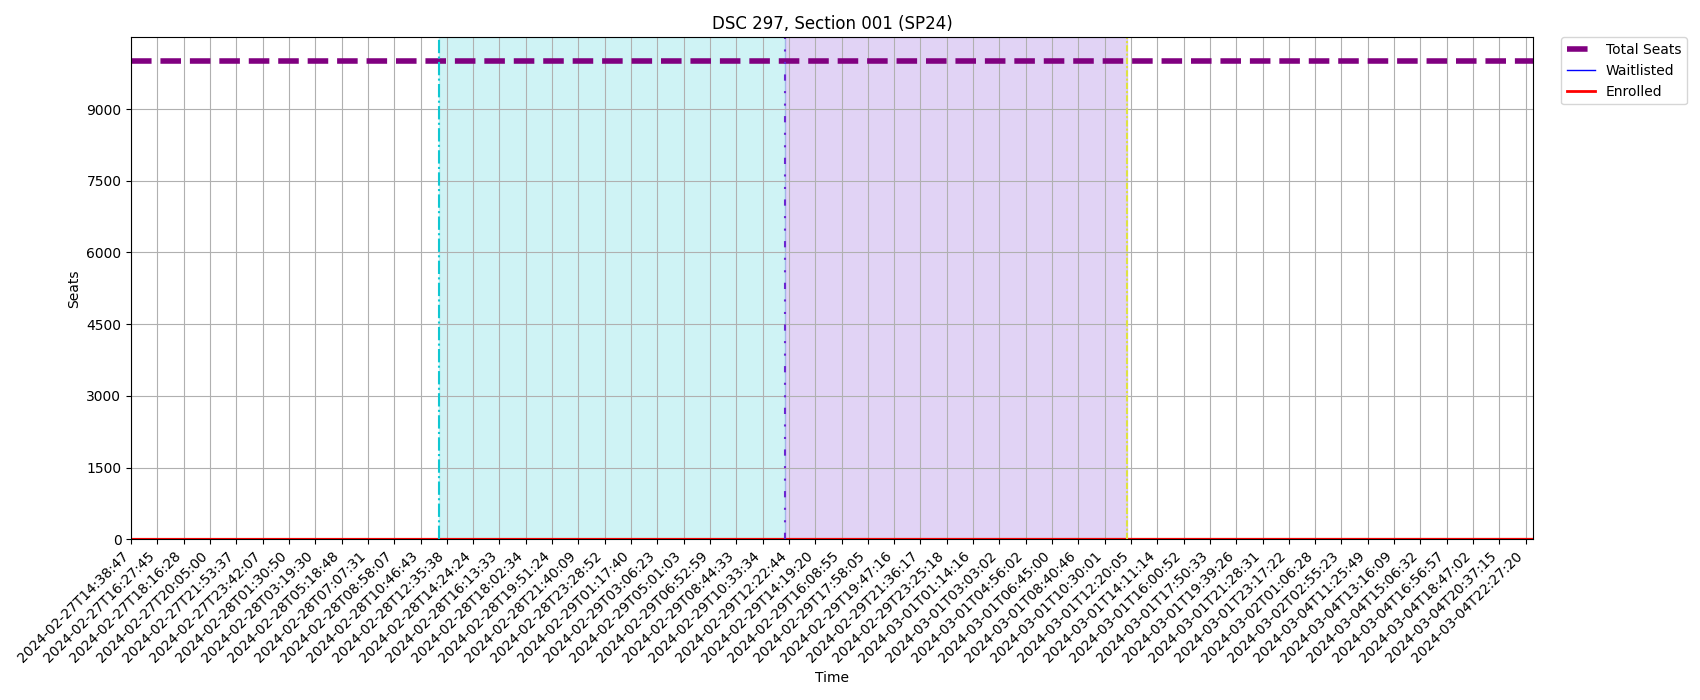 DSC 297, Section 001 (SP24)
Total Seats
Waitlisted
Enrolled
Seats
9000
7500
6000
4500
3000
1500
0
2024-02-27T14:38:47
2024-02-27T16:27:45
2024-02-27T18:16:28
2024-02-27T20:05:00
2024-02-27T21:53:37
2024-02-27T23:42:07
2024-02-28T01:30:50
2024-02-28T03:19:30
2024-02-28T05:18:48
2024-02-28T07:07:31
2024-02-28T08:58:07
2024-02-28T10:46:43
2024-02-28T12:35:38
2024-02-28T14:24:24
2024-02-28T16:13:33
2024-02-28T18:02:34
2024-02-28T19:51:24
2024-02-28T21:40:09
2024-02-28T23:28:52
2024-02-29T01:17:40
2024-02-29T03:06:23
2024-02-29T05:01:03
2024-02-29T06:52:59
2024-02-29T08:44:33
2024-02-29T10:33:34
2024-02-29T12:22:44
2024-02-29T14:19:20
2024-02-29T16:08:55
2024-02-29T17:58:05
2024-02-29T19:47:16
2024-02-29T21:36:17
2024-02-29T23:25:18
2024-03-01T01:14:16
2024-03-01T03:03:02
2024-03-01T04:56:02
2024-03-01T06:45:00
2024-03-01T08:40:46
2024-03-01T10:30:01
2024-03-01T12:20:05
2024-03-01T14:11:14
2024-03-01T16:00:52
2024-03-01T17:50:33
2024-03-01T19:39:26
2024-03-01T21:28:31
2024-03-01T23:17:22
2024-03-02T01:06:28
2024-03-02T02:55:23
2024-03-04T11:25:49
2024-03-04T13:16:09
2024-03-04T15:06:32
2024-03-04T16:56:57
2024-03-04T18:47:02
2024-03-04T20:37:15
2024-03-04T22:27:20
Time